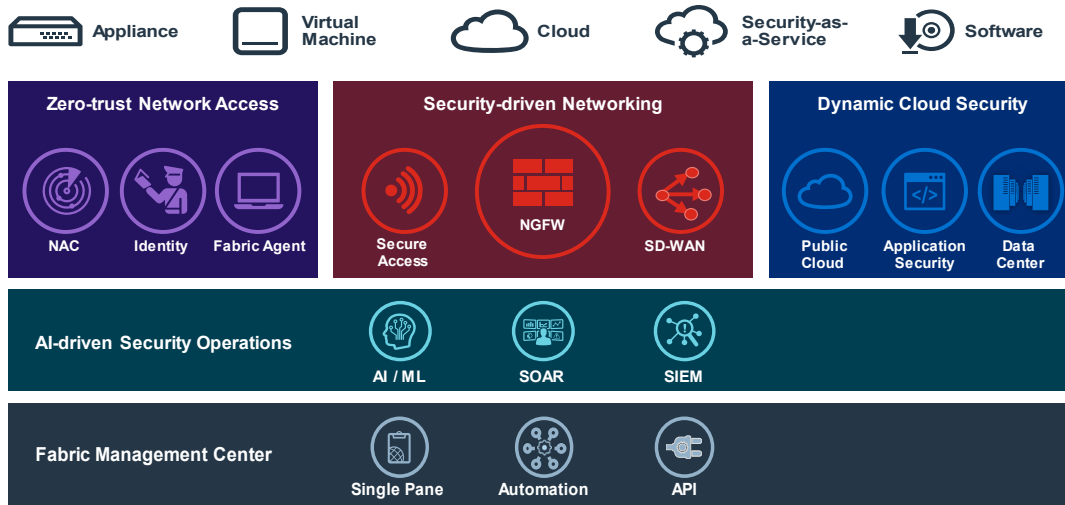 Appliance
Virtual
Machine
Cloud
Security-as-
a-Service
Software
Zero-trust Network Access
NAC
Identity
Fabric Agent
Security-driven Networking
Secure
Access
NGFW
SD-WAN
Dynamic Cloud Security
Public
Cloud
</>
Application
Security
Data
Center
AI-driven Security Operations
AI / ML
SOAR
SIEM
Fabric Management Center
Single Pane
Automation
API